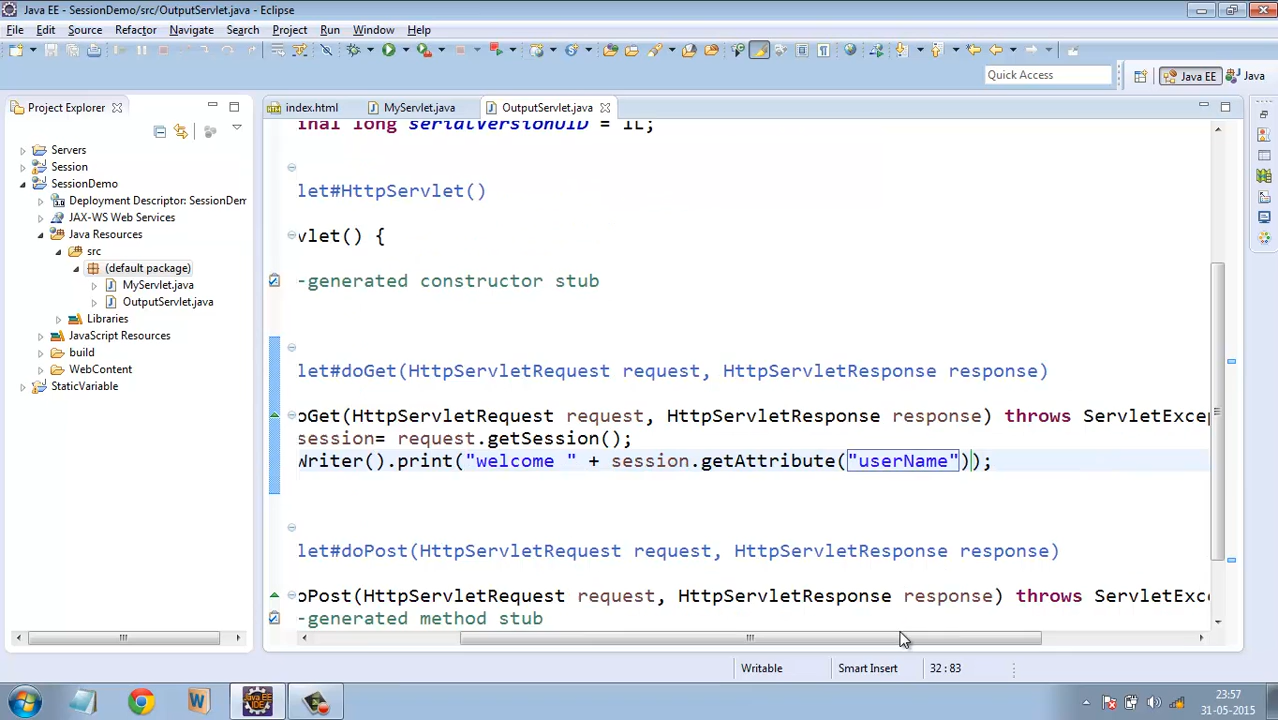 Java EE - SessionDemo/src/OutputServlet.java - Eclipse
File Edit Source Refactor Navigate Search Project Run Window Help
Quick Access
Java EE
Java
Project Explorer
index.html
MyServlet.java
OutputServlet.java
Servers
Session
SessionDemo
Deployment Descriptor: SessionDem
JAX-WS Web Services
Java Resources
src
(default package)
MyServlet.java
OutputServlet.java
Libraries
JavaScript Resources
build
WebContent
StaticVariable
inal long serialVersionUID = 1L;
let#HttpServlet()
vlet() {
-generated constructor stub
let#doGet(HttpServletRequest request, HttpServletResponse response)
oGet(HttpServletRequest request, HttpServletResponse response) throws ServletExcep
session= request.getSession();
Writer().print("welcome " + session.getAttribute("userName"));
let#doPost(HttpServletRequest request, HttpServletResponse response)
oPost(HttpServletRequest request, HttpServletResponse response) throws ServletExce
-generated method stub
Writable
Smart Insert
32 : 83
Java EE IDE
23:57
31-05-2015